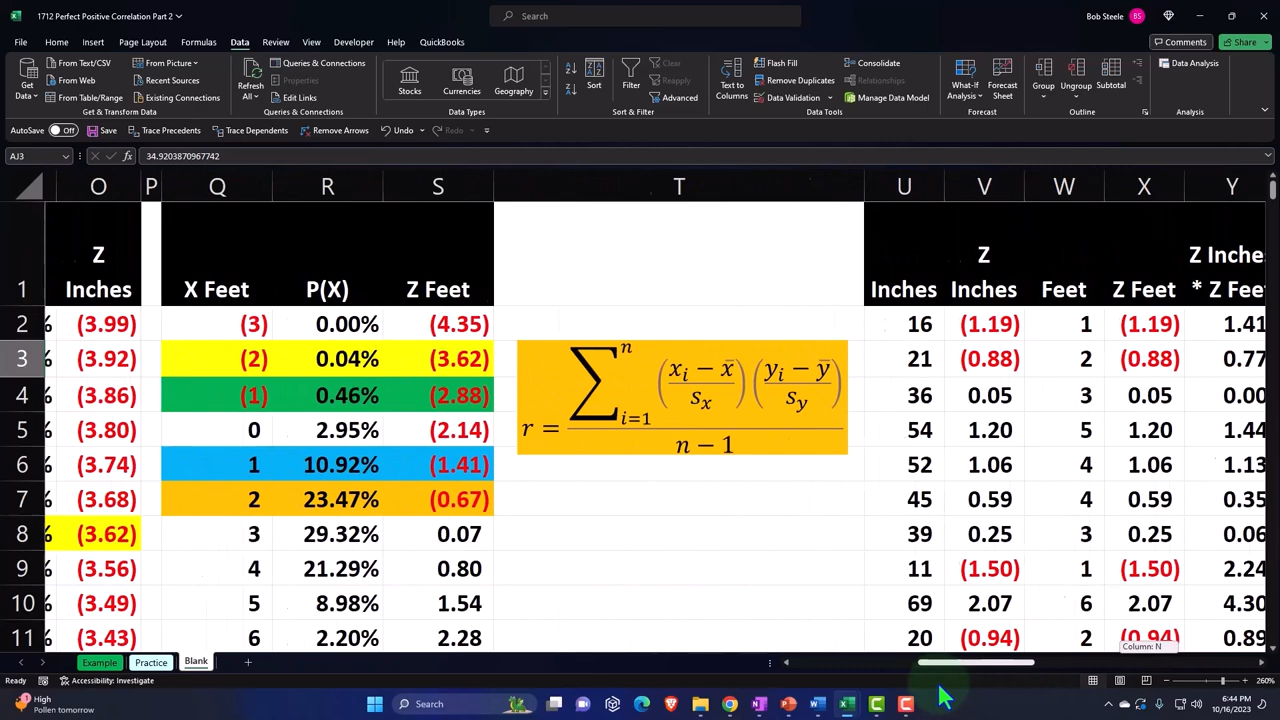 1712 Perfect Positive Correlation Part 2
Search
Bob Steele BS
File Home Insert Page Layout Formulas Data Review View Developer Help QuickBooks
Comments Share
Get Data
From Text/CSV
From Web
From Table/Range
From Picture
Recent Sources
Existing Connections
Get & Transform Data
Refresh All
Queries & Connections
Properties
Edit Links
Queries & Connections
Stocks Currencies Geography
Data Types
Sort
Filter
Clear
Reapply
Advanced
Sort & Filter
Text to Columns
Flash Fill
Remove Duplicates
Data Validation
Consolidate
Relationships
Manage Data Model
Data Tools
What-If Analysis
Forecast Sheet
Forecast
Group Ungroup Subtotal
Outline
Data Analysis
Analysis
AutoSave Off Save Trace Precedents Trace Dependents Remove Arrows Undo Redo
AJ3 fx 34.9203870967742
O P Q R S T U V W X Y
1 Z Inches X Feet P(X) Z Feet Inches Z Inches Feet Z Feet Z Inches * Z Feet
2 % (3.99) (3) 0.00% (4.35) 16 (1.19) 1 (1.19) 1.41
3 % (3.92) (2) 0.04% (3.62) 21 (0.88) 2 (0.88) 0.77
4 % (3.86) (1) 0.46% (2.88) 36 0.05 3 0.05 0.00
5 % (3.80) 0 2.95% (2.14) 54 1.20 5 1.20 1.44
6 % (3.74) 1 10.92% (1.41) 52 1.06 4 1.06 1.13
7 % (3.68) 2 23.47% (0.67) 45 0.59 4 0.59 0.35
8 % (3.62) 3 29.32% 0.07 39 0.25 3 0.25 0.06
9 % (3.56) 4 21.29% 0.80 11 (1.50) 1 (1.50) 2.24
10 % (3.49) 5 8.98% 1.54 69 2.07 6 2.07 4.30
11 % (3.43) 6 2.20% 2.28 20 (0.94) 2 (0.94) 0.89
r = ∑ⁿᵢ₌₁ ((xᵢ − x̄)/sₓ) ((yᵢ − ȳ)/s_y) / (n − 1)
Column: N
Example Practice Blank
Ready Accessibility: Investigate 260%
High
Pollen tomorrow
Search
6:44 PM
10/16/2023